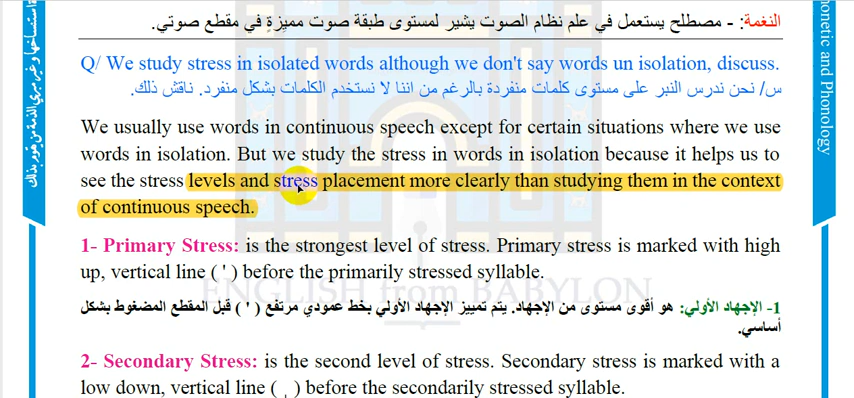 النغمة: - مصطلح يستعمل في علم نظام الصوت يشير لمستوى طبقة صوت مميزةٍ في مقطع صوتي.
Q/ We study stress in isolated words although we don't say words un isolation, discuss.
س/ نحن ندرس النبر على مستوى كلمات منفردة بالرغم من اننا لا نستخدم الكلمات بشكل منفرد. ناقش ذلك.
We usually use words in continuous speech except for certain situations where we use
words in isolation. But we study the stress in words in isolation because it helps us to
see the stress levels and stress placement more clearly than studying them in the context
of continuous speech.
1- Primary Stress: is the strongest level of stress. Primary stress is marked with high
up, vertical line ( ' ) before the primarily stressed syllable.
1- الإجهاد الأولي: هو أقوى مستوى من الإجهاد. يتم تمييز الإجهاد الأولي بخط عمودي مرتفع ( ' ) قبل المقطع المضغوط بشكل
أساسي.
2- Secondary Stress: is the second level of stress. Secondary stress is marked with a
low down, vertical line ( ˌ ) before the secondarily stressed syllable.
ENGLISH from BABYLON
onetic and Phonology